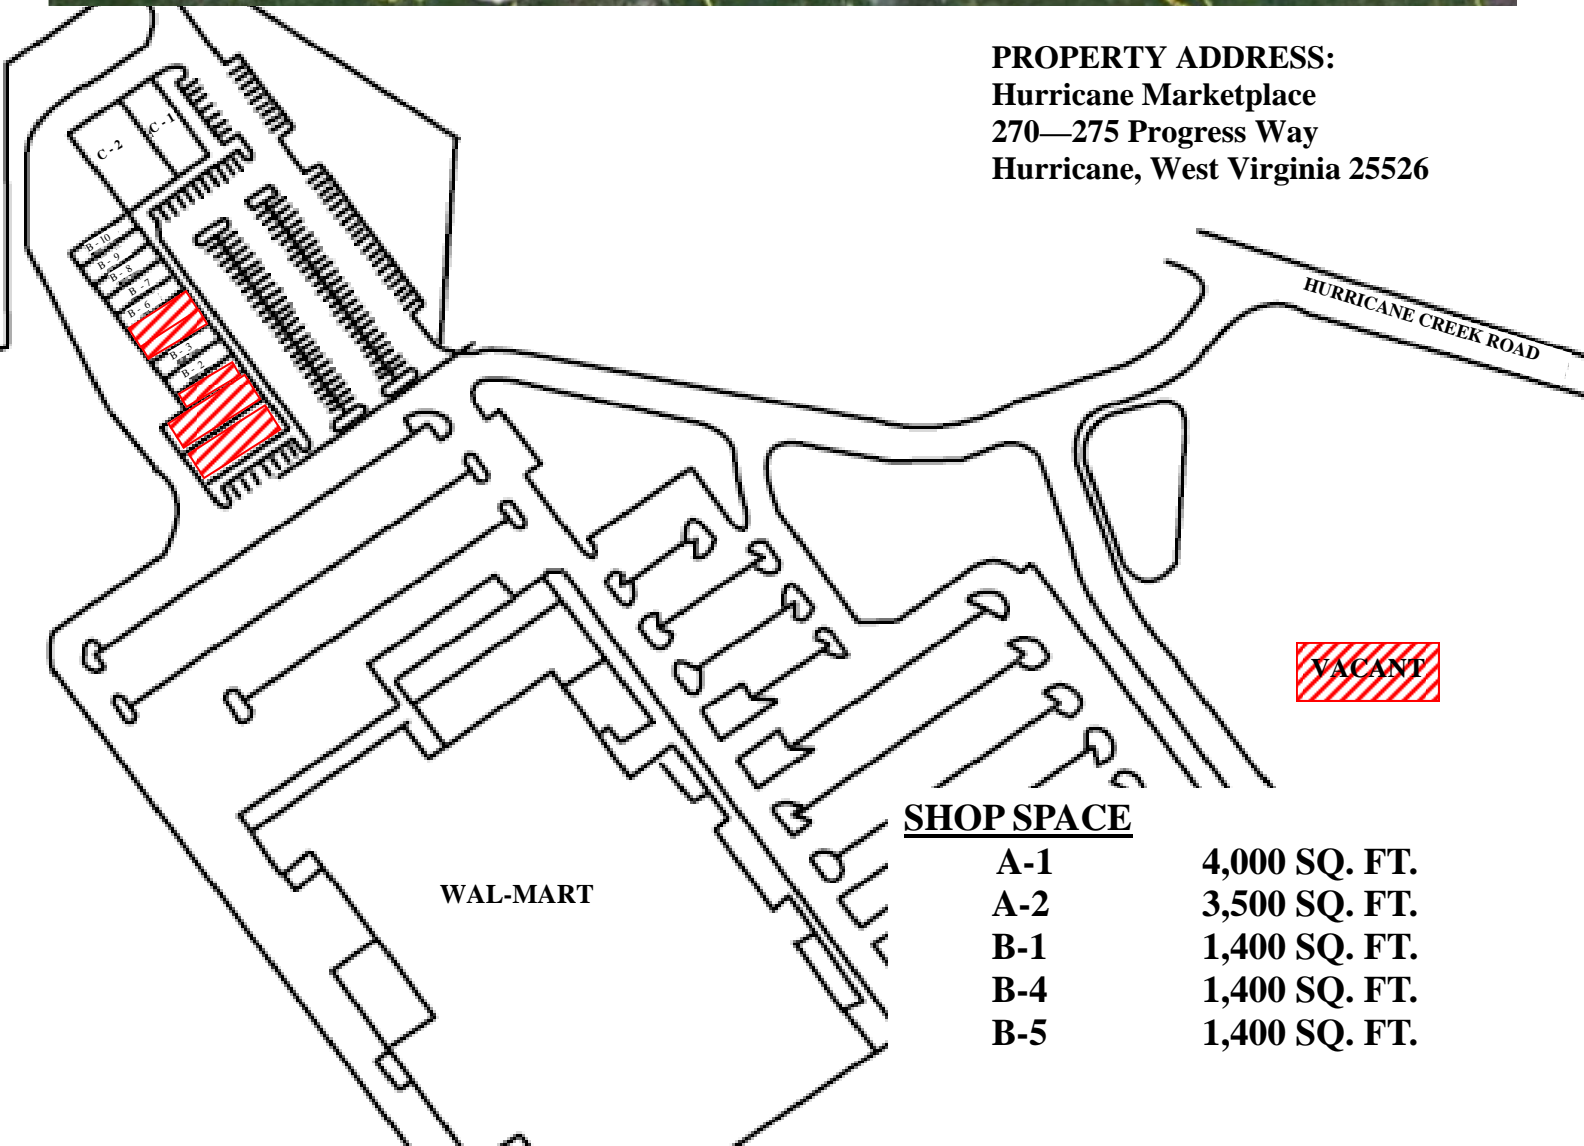 PROPERTY ADDRESS:
Hurricane Marketplace
270—275 Progress Way
Hurricane, West Virginia 25526
C-1
C-2
B-10
B-9
B-8
B-7
B-6
B-3
B-2
HURRICANE CREEK ROAD
VACANT
WAL-MART
SHOP SPACE
A-1 4,000 SQ. FT.
A-2 3,500 SQ. FT.
B-1 1,400 SQ. FT.
B-4 1,400 SQ. FT.
B-5 1,400 SQ. FT.